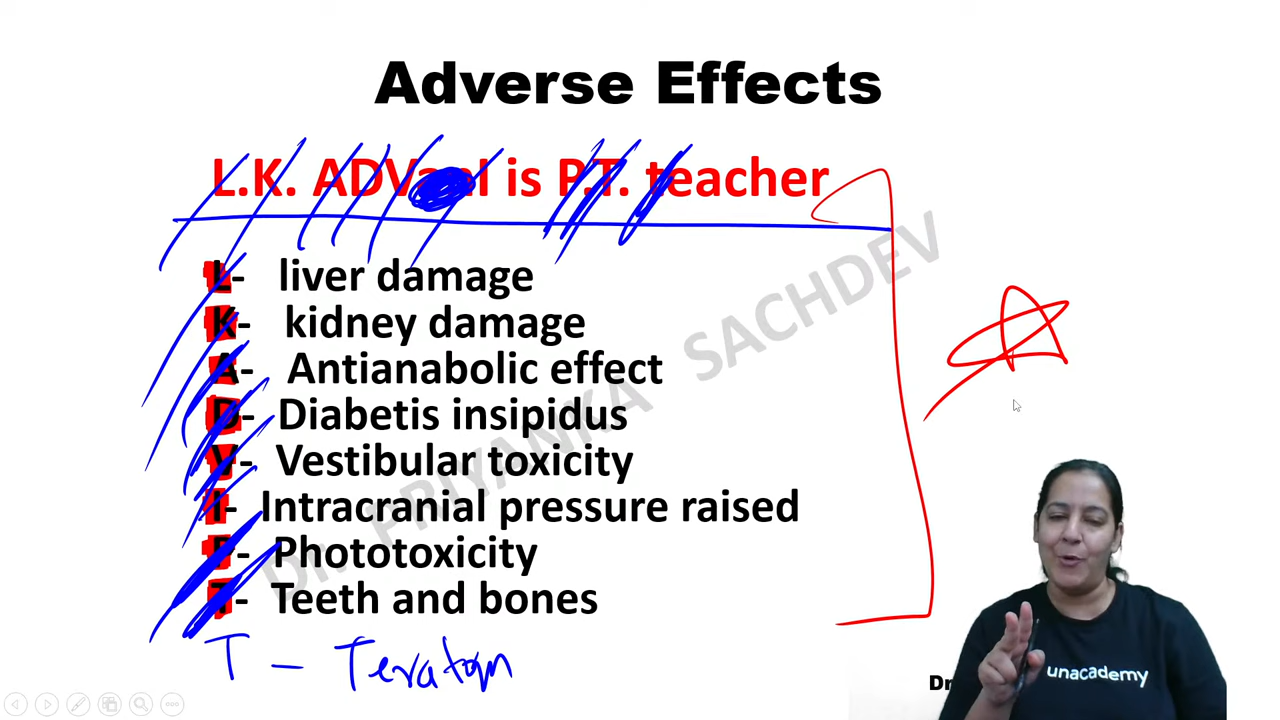 Adverse Effects
L.K. ADVanI is P.T. teacher
L- liver damage
K- kidney damage
A- Antianabolic effect
D- Diabetis insipidus
V- Vestibular toxicity
I- Intracranial pressure raised
P- Phototoxicity
T- Teeth and bones
T -
Dr. PRIYANKA SACHDEV
Dr
unacademy